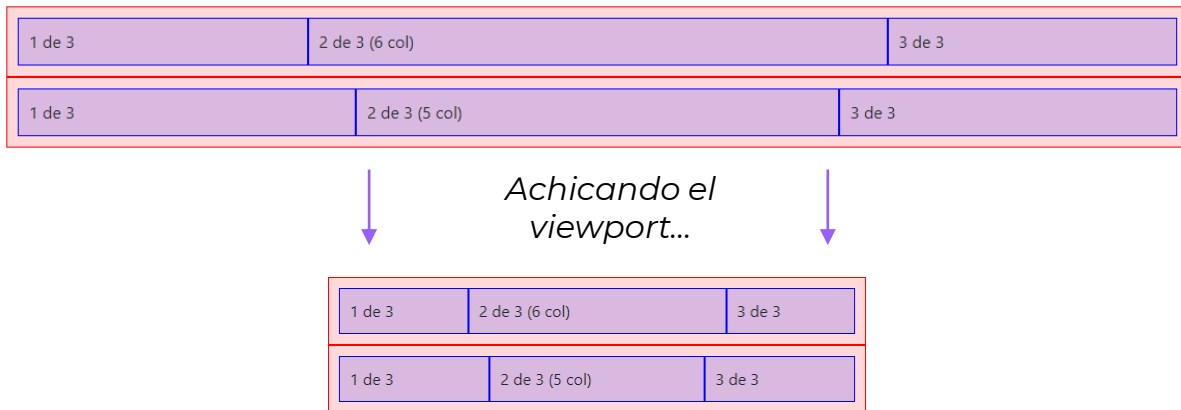 1 de 3 2 de 3 (6 col) 3 de 3
1 de 3 2 de 3 (5 col) 3 de 3
Achicando el
viewport...
1 de 3 2 de 3 (6 col) 3 de 3
1 de 3 2 de 3 (5 col) 3 de 3